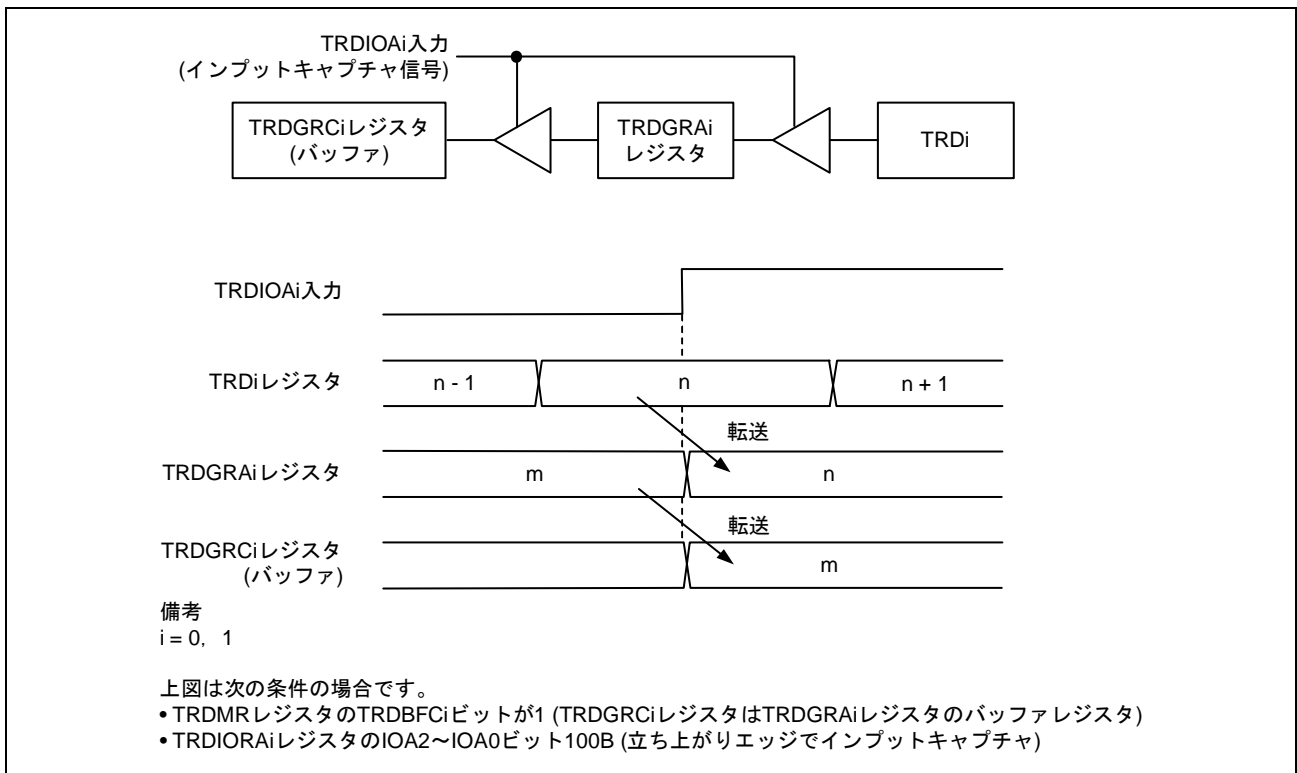 TRDIOAi入力
(インプットキャプチャ信号)
TRDGRCiレジスタ
(バッファ)
TRDGRAi
レジスタ
TRDi
TRDIOAi入力
TRDiレジスタ
n - 1
n
n + 1
転送
TRDGRAiレジスタ
m
n
転送
TRDGRCiレジスタ
(バッファ)
m
備考
i = 0, 1
上図は次の条件の場合です。
• TRDMRレジスタのTRDBFCiビットが1 (TRDGRCiレジスタはTRDGRAiレジスタのバッファレジスタ)
• TRDIORAiレジスタのIOA2～IOA0ビット100B (立ち上がりエッジでインプットキャプチャ)